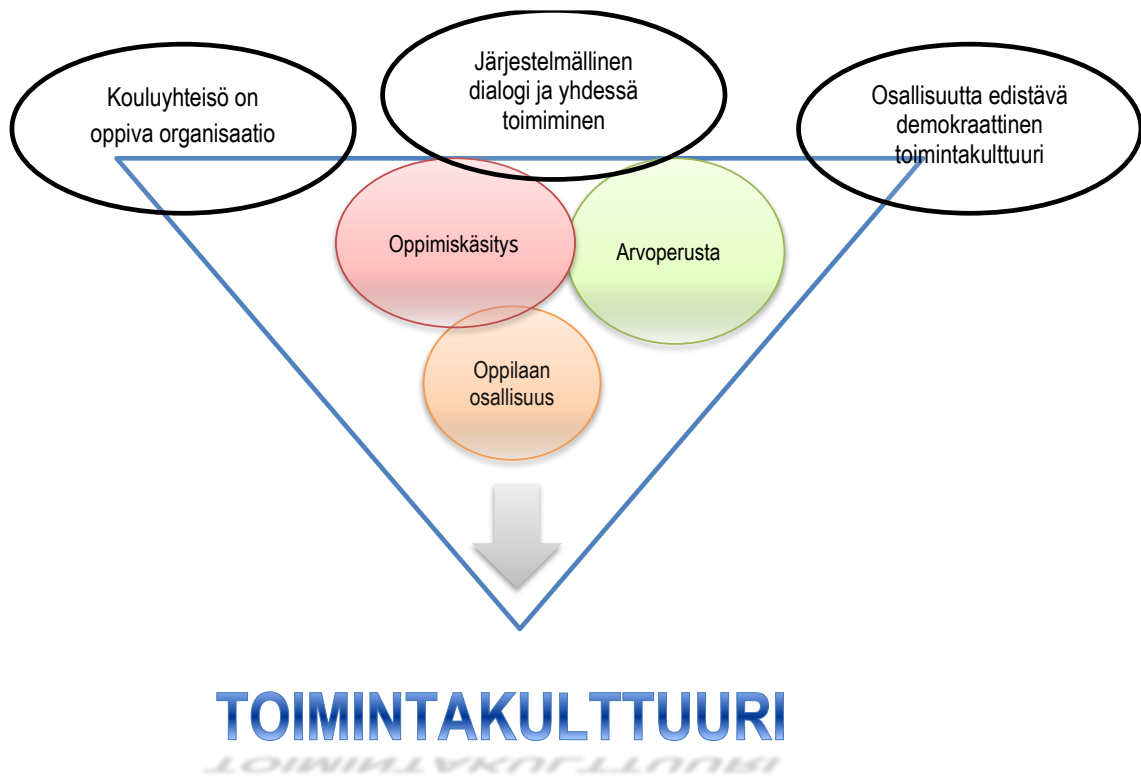 Kouluyhteisö on
oppiva organisaatio
Järjestelmällinen
dialogi ja yhdessä
toimiminen
Osallisuutta edistävä
demokraattinen
toimintakulttuuri
Oppimiskäsitys
Arvoperusta
Oppilaan
osallisuus
TOIMINTAKULTTUURI